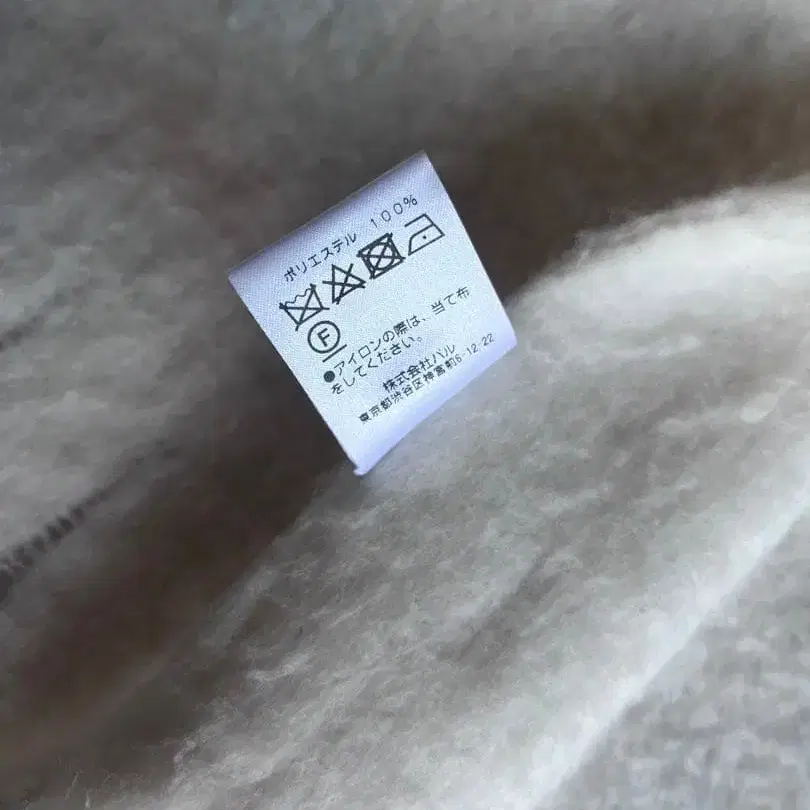 ポリエステル 100%
F
●アイロンの際は、当て布
をしてください。
株式会社バル
東京都渋谷区神宮前6-12.22